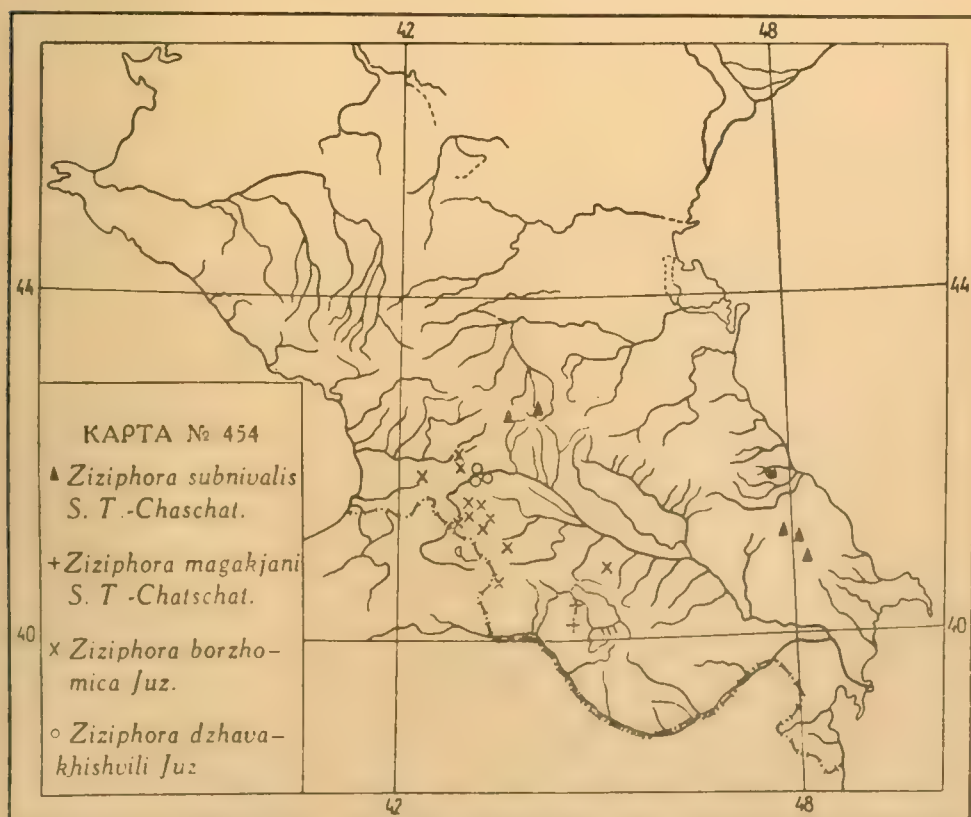 42 48
44 44
КАРТА № 454
▲ Ziziphora subnivalis
S. T.-Chaschat.
+ Ziziphora magakjani
S. T -Chatschat.
40 40
× Ziziphora borzho-
mica Juz.
○ Ziziphora dzhava-
khishvili Juz
42 48